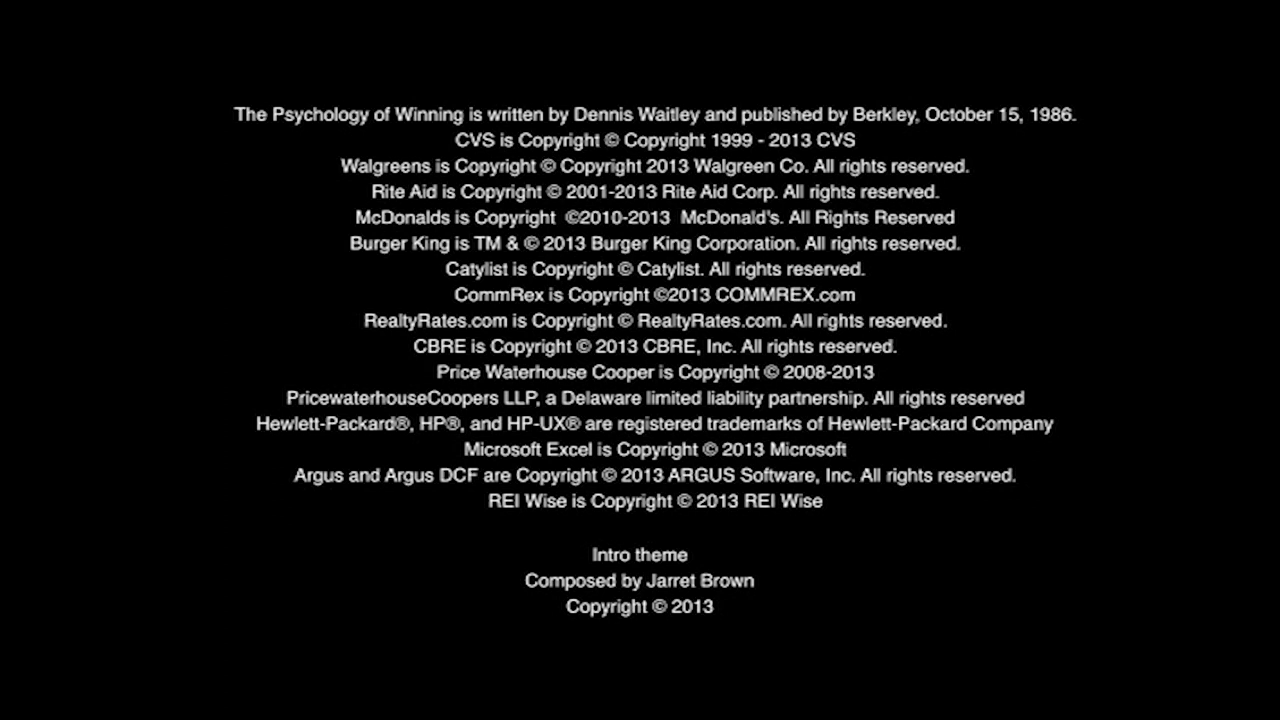 The Psychology of Winning is written by Dennis Waitley and published by Berkley, October 15, 1986.
CVS is Copyright © Copyright 1999 - 2013 CVS
Walgreens is Copyright © Copyright 2013 Walgreen Co. All rights reserved.
Rite Aid is Copyright © 2001-2013 Rite Aid Corp. All rights reserved.
McDonalds is Copyright  ©2010-2013  McDonald's. All Rights Reserved
Burger King is TM & © 2013 Burger King Corporation. All rights reserved.
Catylist is Copyright © Catylist. All rights reserved.
CommRex is Copyright ©2013 COMMREX.com
RealtyRates.com is Copyright © RealtyRates.com. All rights reserved.
CBRE is Copyright © 2013 CBRE, Inc. All rights reserved.
Price Waterhouse Cooper is Copyright © 2008-2013
PricewaterhouseCoopers LLP, a Delaware limited liability partnership. All rights reserved
Hewlett-Packard®, HP®, and HP-UX® are registered trademarks of Hewlett-Packard Company
Microsoft Excel is Copyright © 2013 Microsoft
Argus and Argus DCF are Copyright © 2013 ARGUS Software, Inc. All rights reserved.
REI Wise is Copyright © 2013 REI Wise
Intro theme
Composed by Jarret Brown
Copyright © 2013